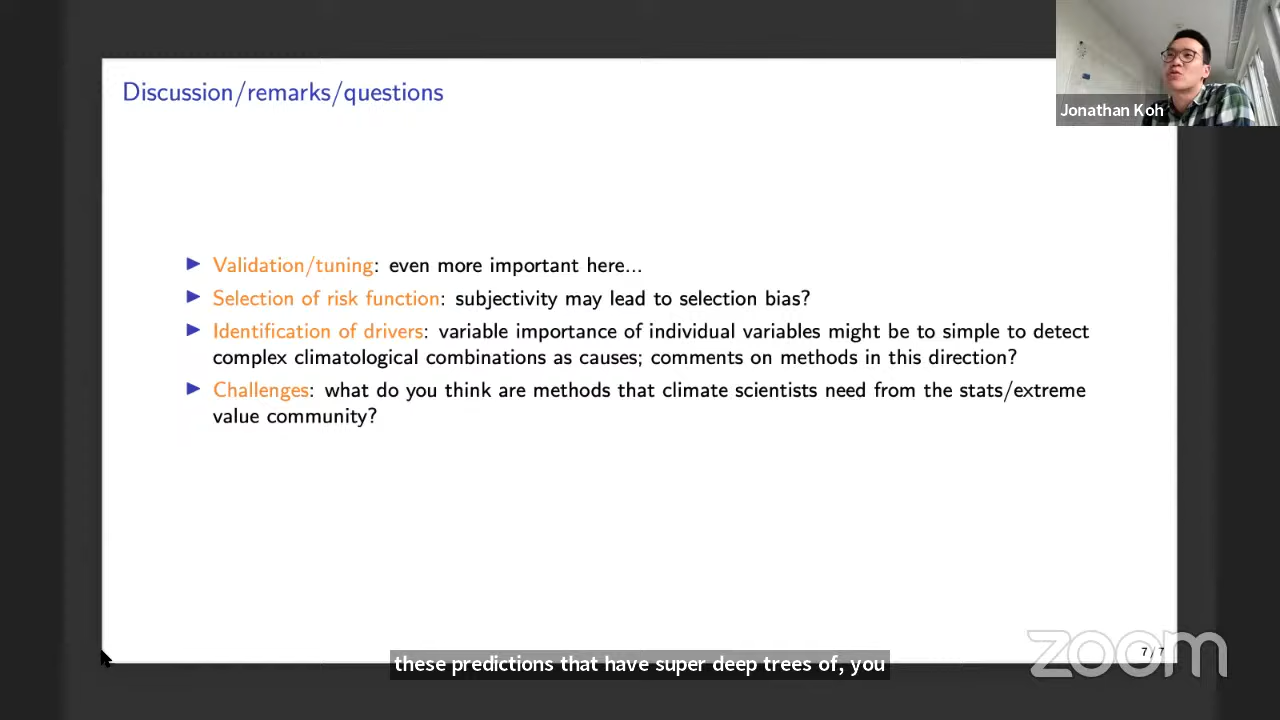 Discussion/remarks/questions
Jonathan Koh
▶ Validation/tuning: even more important here...
▶ Selection of risk function: subjectivity may lead to selection bias?
▶ Identification of drivers: variable importance of individual variables might be to simple to detect
complex climatological combinations as causes; comments on methods in this direction?
▶ Challenges: what do you think are methods that climate scientists need from the stats/extreme
value community?
zoom
7 / 7
these predictions that have super deep trees of, you